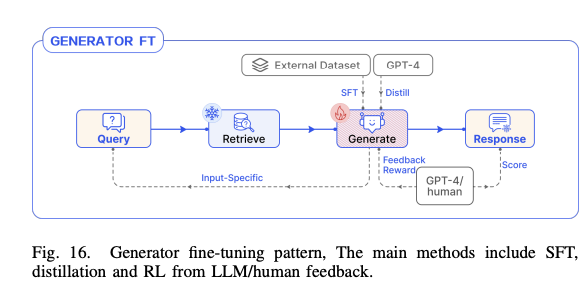 GENERATOR FT
External Dataset
GPT-4
SFT
Distill
Query
Retrieve
Generate
Response
Input-Specific
Feedback
Reward
GPT-4/
human
Score
Fig. 16. Generator fine-tuning pattern, The main methods include SFT,
distillation and RL from LLM/human feedback.